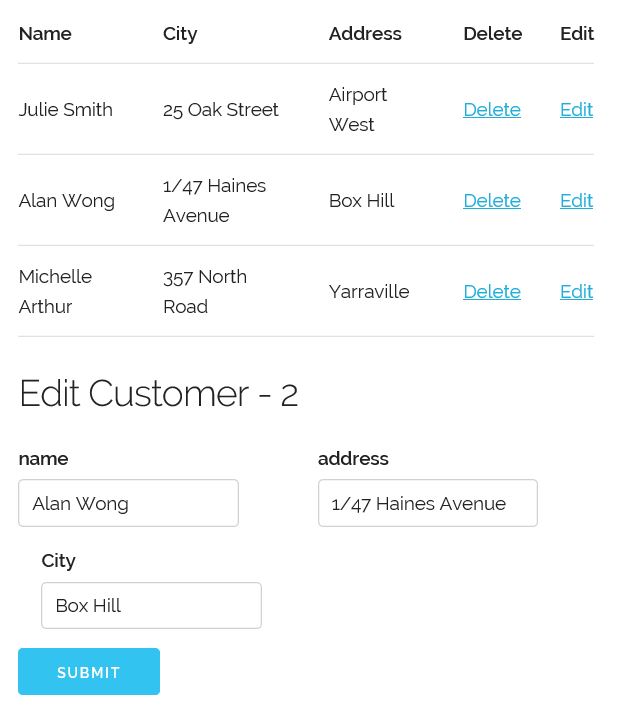 Name City Address Delete Edit
Julie Smith 25 Oak Street Airport West Delete Edit
Alan Wong 1/47 Haines Avenue Box Hill Delete Edit
Michelle Arthur 357 North Road Yarraville Delete Edit
Edit Customer - 2
name address
Alan Wong 1/47 Haines Avenue
City
Box Hill
SUBMIT